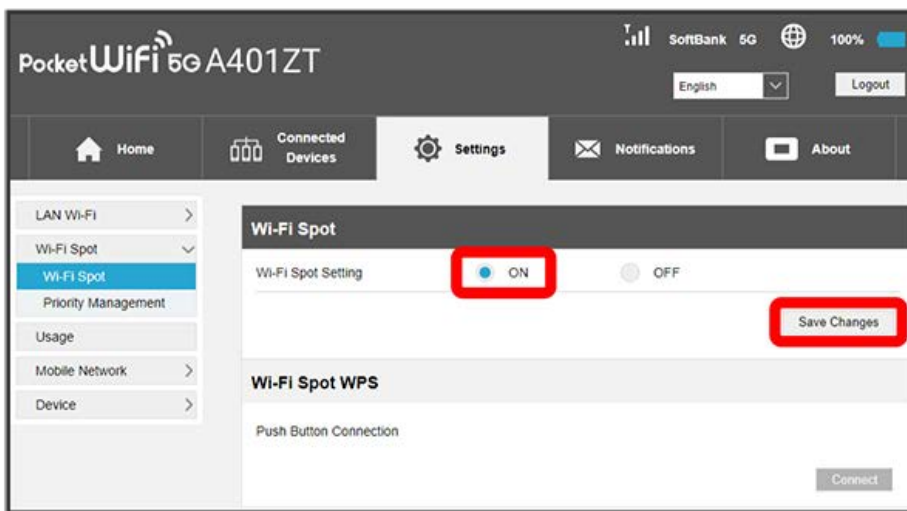 SoftBank 5G 100%
Pocket WiFi 5G A401ZT
English Logout
Home
Connected
Devices
Settings
Notifications
About
LAN Wi-Fi
Wi-Fi Spot
Wi-Fi Spot
Priority Management
Usage
Mobile Network
Device
Wi-Fi Spot
Wi-Fi Spot Setting ON OFF
Save Changes
Wi-Fi Spot WPS
Push Button Connection
Connect